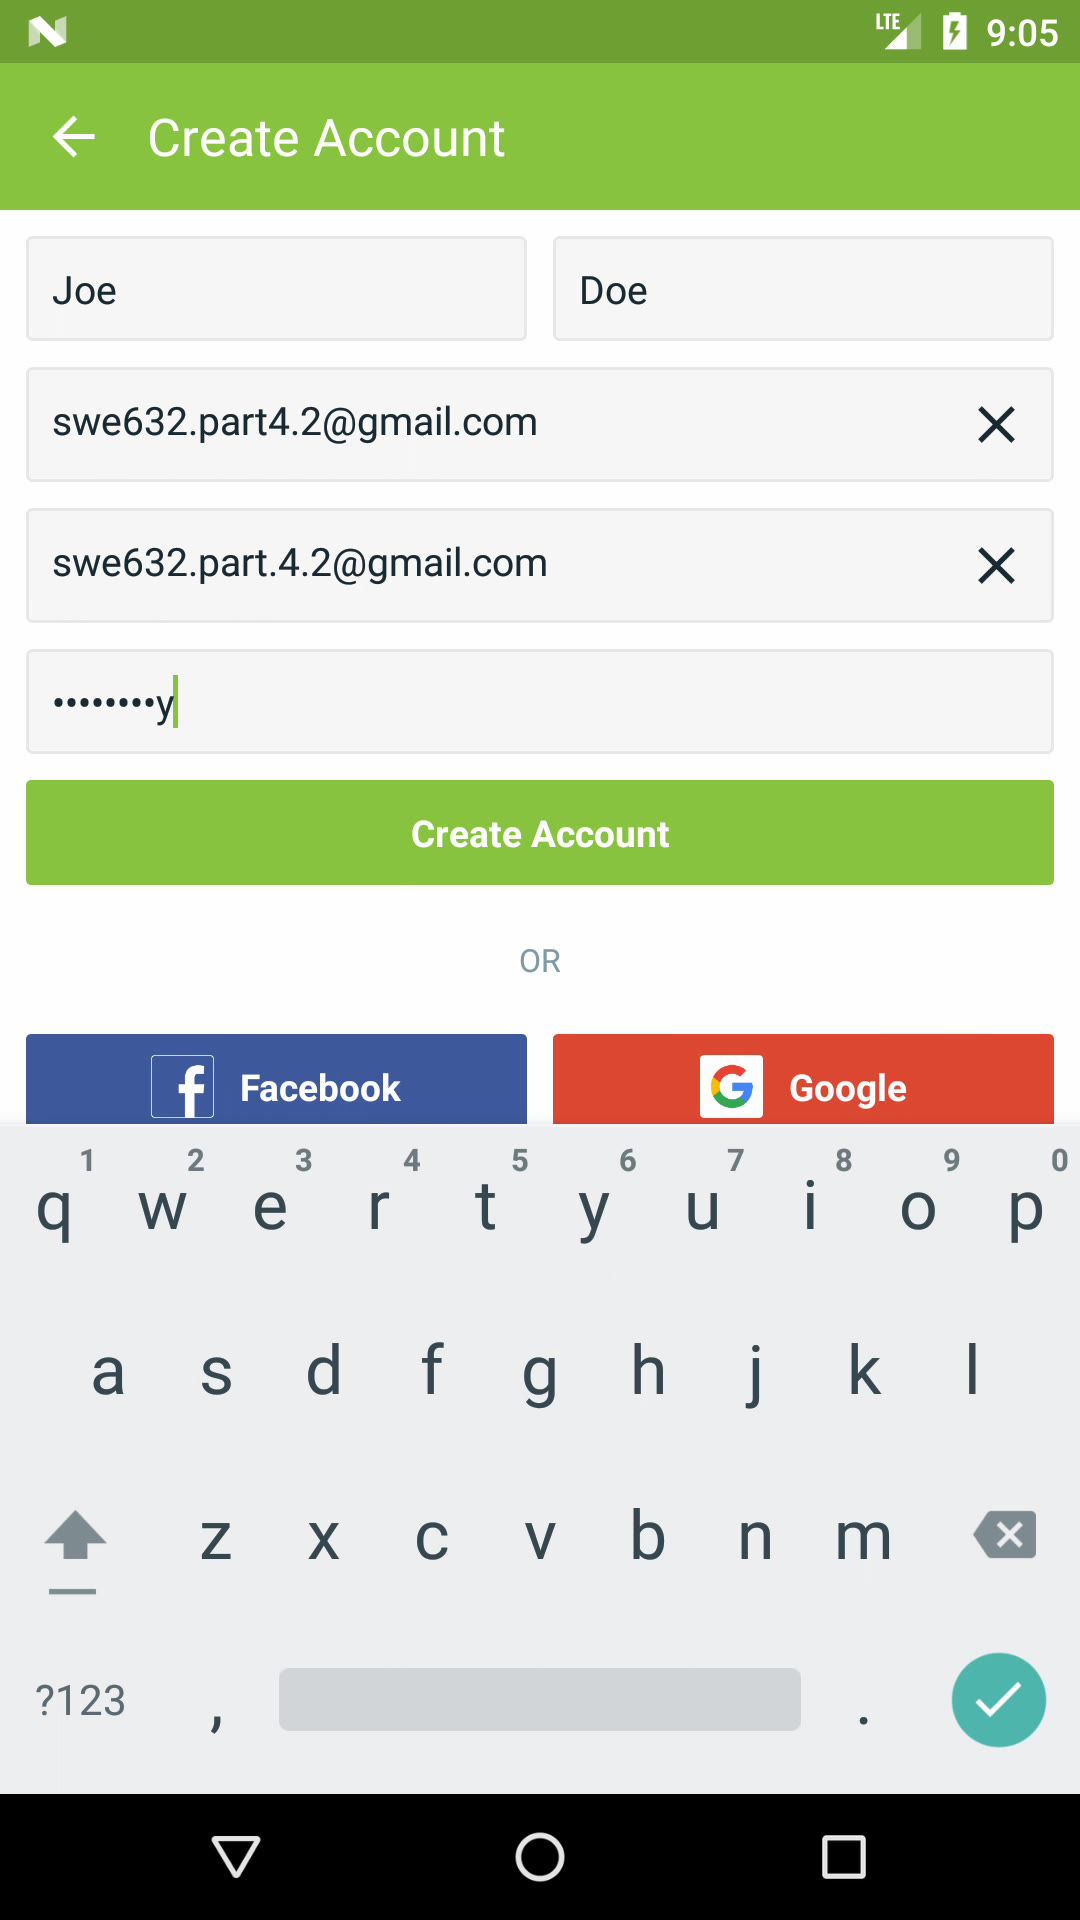 LTE 9:05
Create Account
Joe Doe
swe632.part4.2@gmail.com
swe632.part.4.2@gmail.com
•••••••••y
Create Account
OR
Facebook Google
1 2 3 4 5 6 7 8 9 0
q w e r t y u i o p
a s d f g h j k l
z x c v b n m
?123 , .